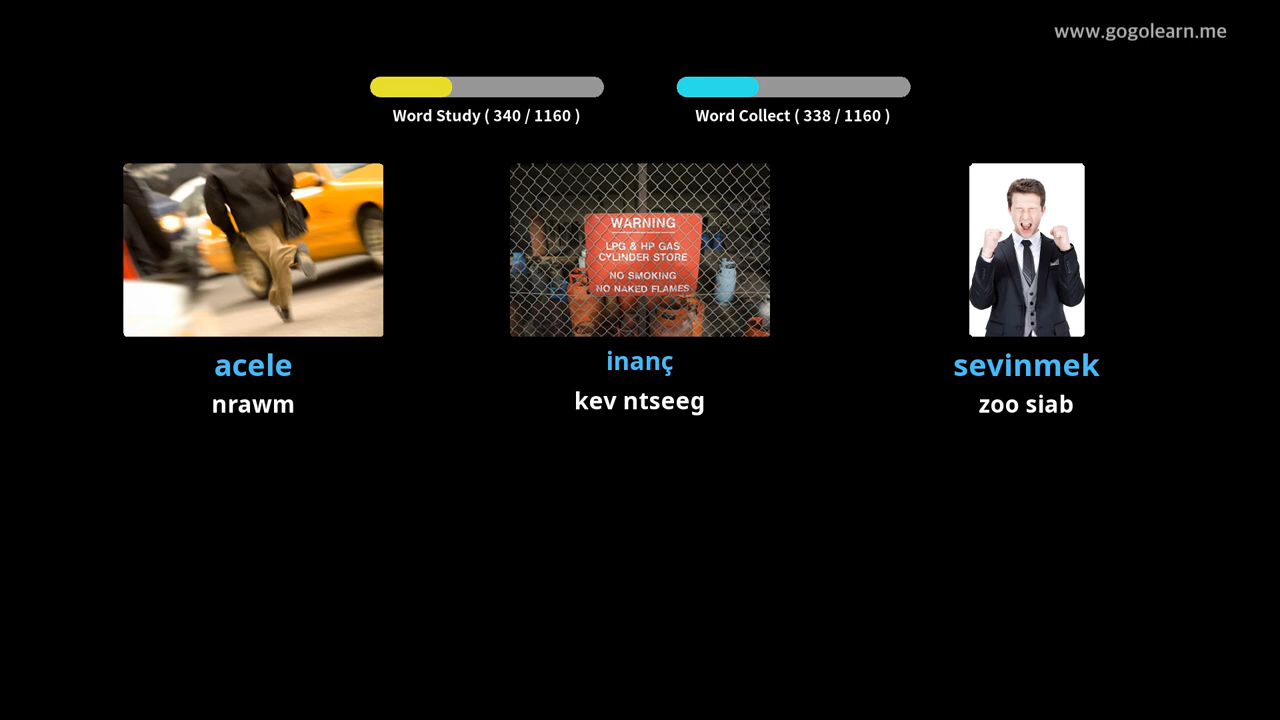 www.gogolearn.me
Word Study ( 340 / 1160 )
Word Collect ( 338 / 1160 )
WARNING
LPG & HP GAS
CYLINDER STORE
NO SMOKING
NO NAKED FLAMES
acele
nrawm
inanç
kev ntseeg
sevinmek
zoo siab